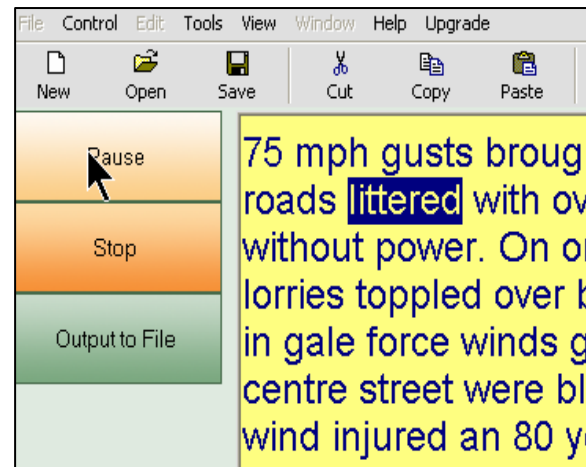 File Control Edit Tools View Window Help Upgrade
New Open Save Cut Copy Paste
Pause
Stop
Output to File
75 mph gusts broug
roads littered with ov
without power. On o
lorries toppled over b
in gale force winds g
centre street were bl
wind injured an 80 y